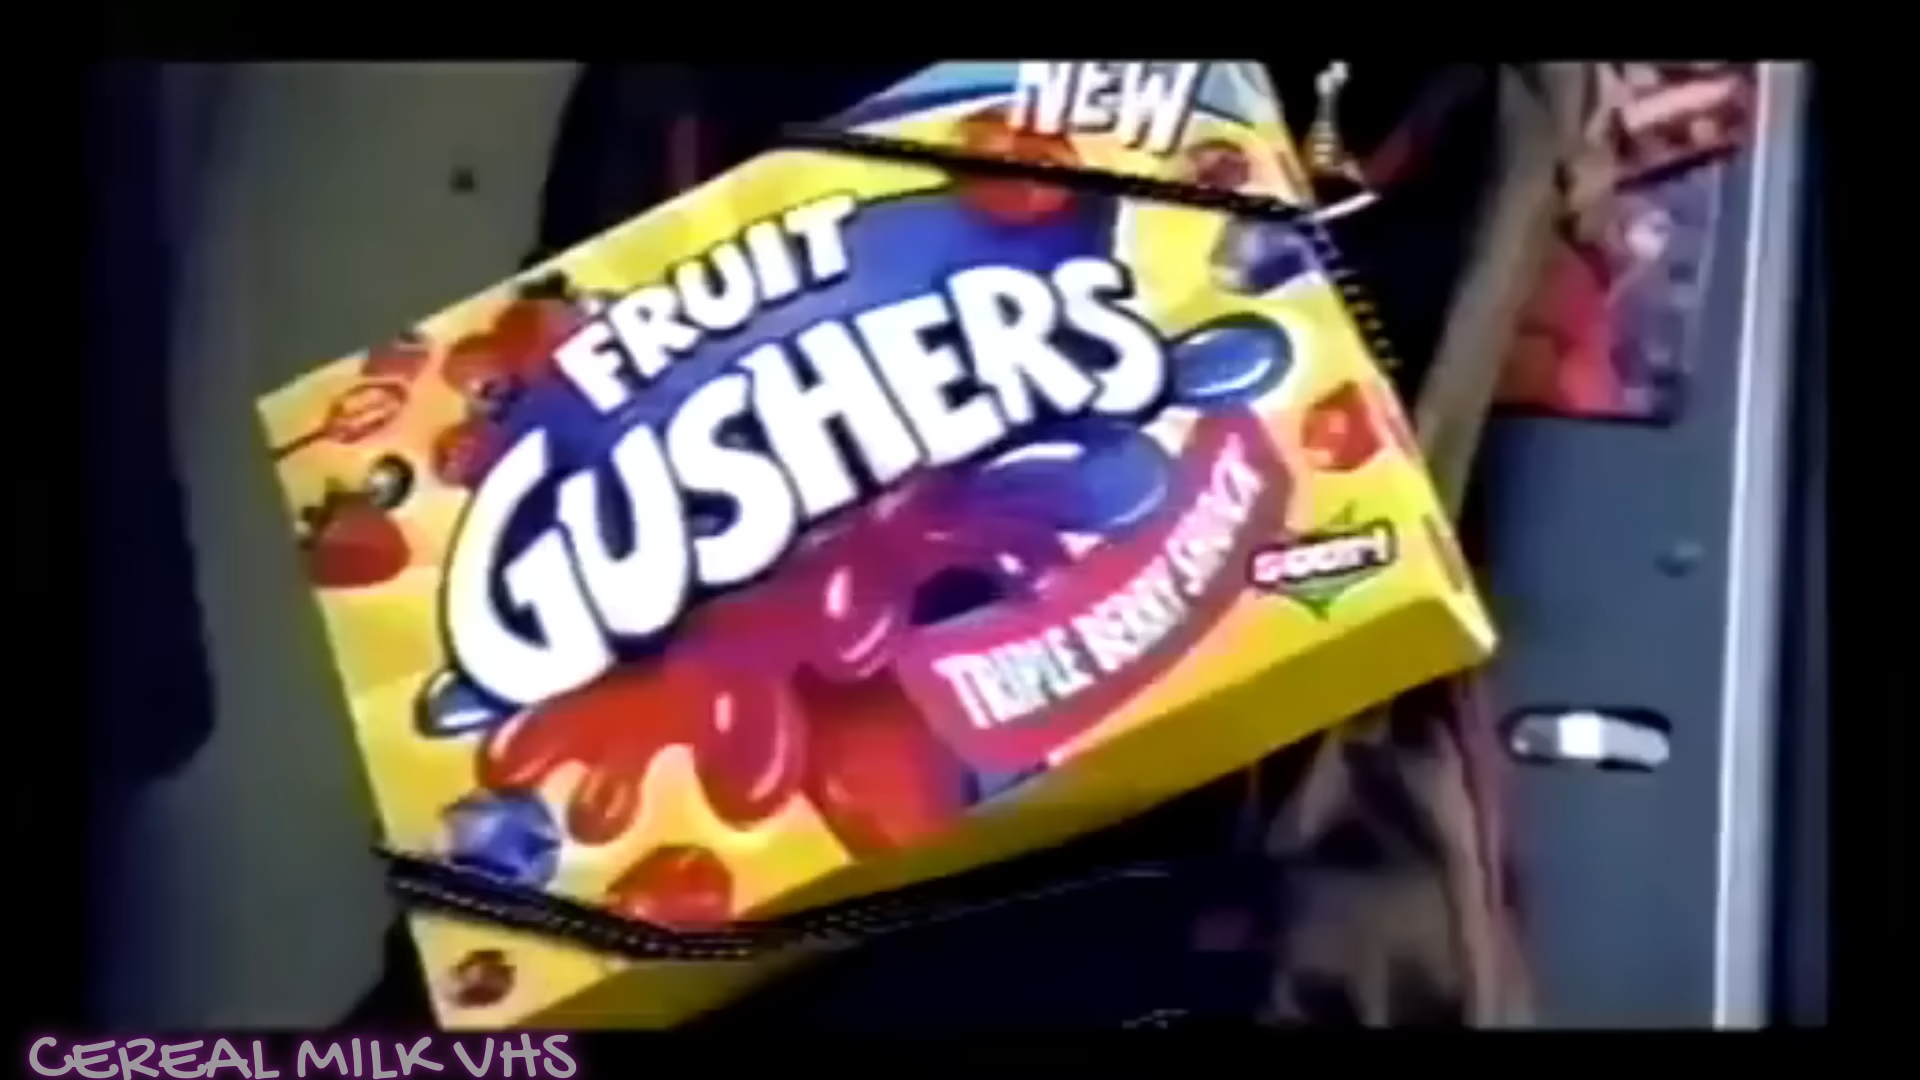 NEW
FRUIT
GUSHERS
TRIPLE BERRY SHOCK
CEREAL MILK VHS